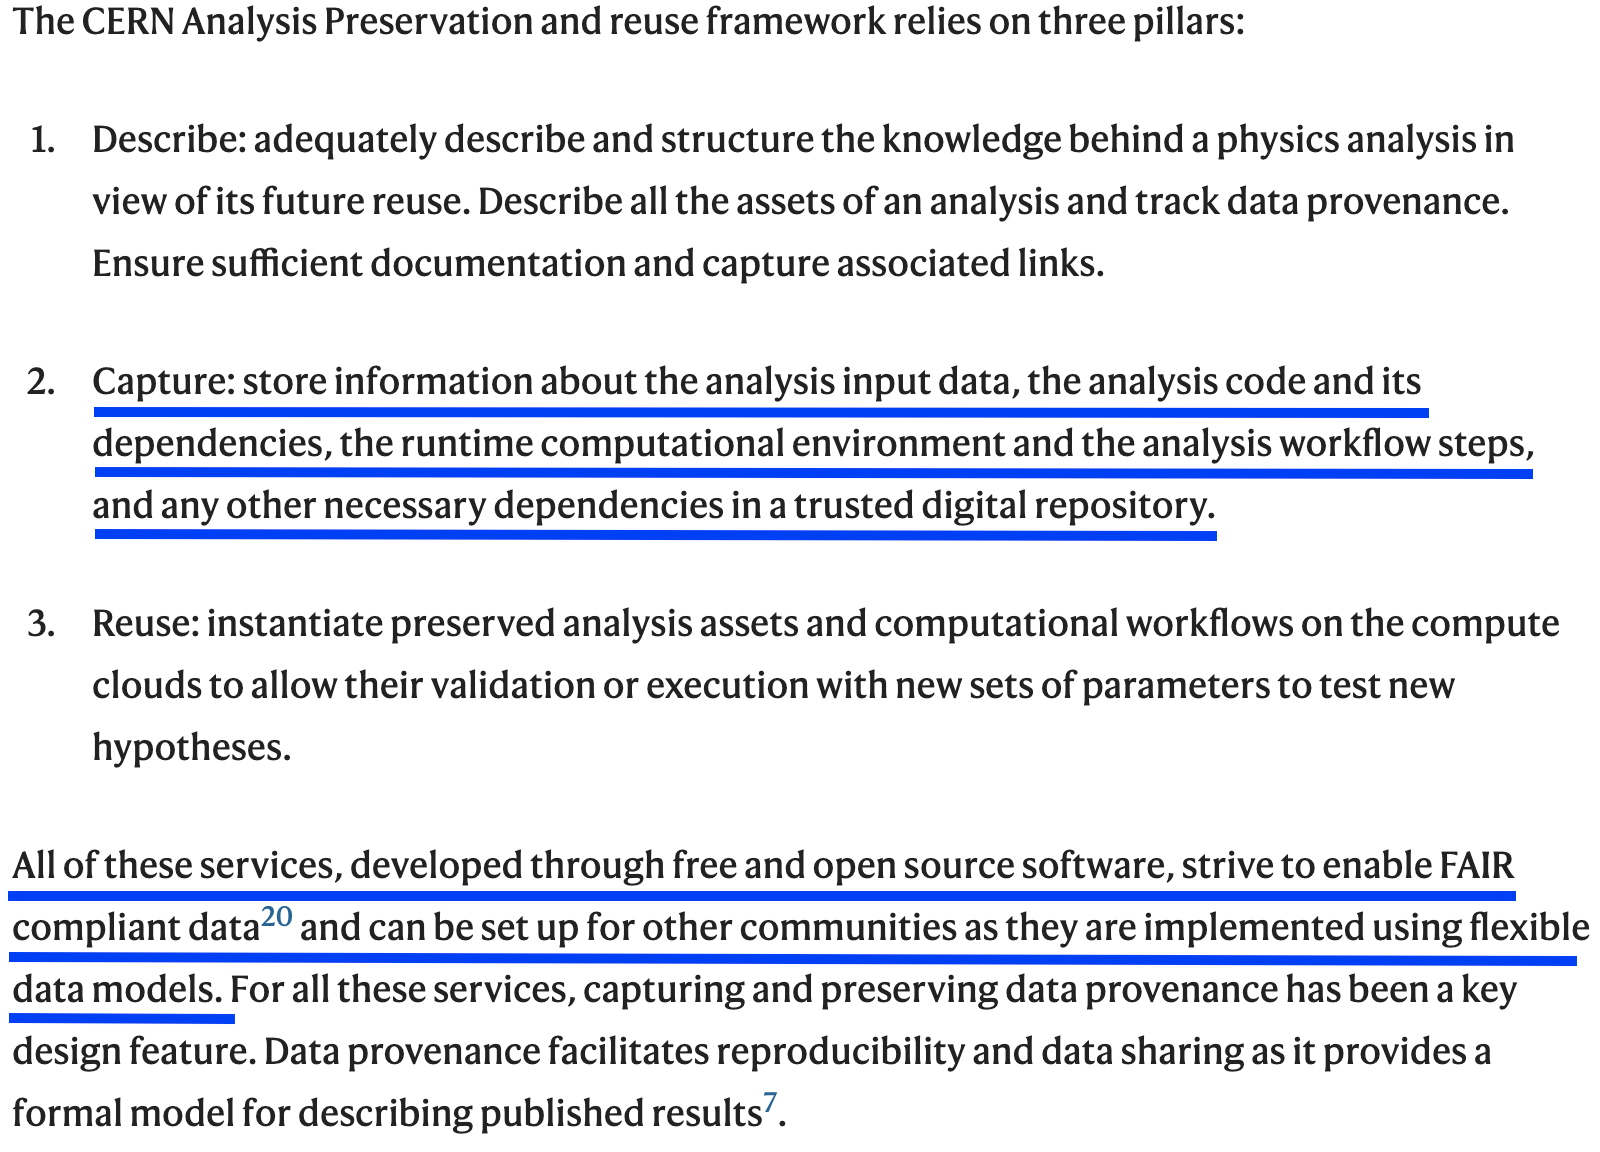 The CERN Analysis Preservation and reuse framework relies on three pillars:
1. Describe: adequately describe and structure the knowledge behind a physics analysis in
view of its future reuse. Describe all the assets of an analysis and track data provenance.
Ensure sufficient documentation and capture associated links.
2. Capture: store information about the analysis input data, the analysis code and its
dependencies, the runtime computational environment and the analysis workflow steps,
and any other necessary dependencies in a trusted digital repository.
3. Reuse: instantiate preserved analysis assets and computational workflows on the compute
clouds to allow their validation or execution with new sets of parameters to test new
hypotheses.
All of these services, developed through free and open source software, strive to enable FAIR
compliant data20 and can be set up for other communities as they are implemented using flexible
data models. For all these services, capturing and preserving data provenance has been a key
design feature. Data provenance facilitates reproducibility and data sharing as it provides a
formal model for describing published results7.